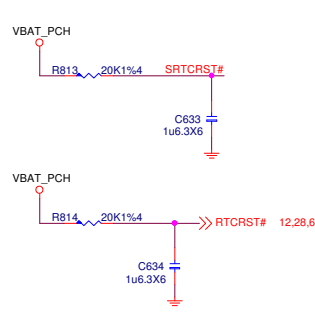 VBAT_PCH
R813 20K1%4 SRTCRST#
C633
1u6.3X6
VBAT_PCH
R814 20K1%4 RTCRST# 12,28,6
C634
1u6.3X6